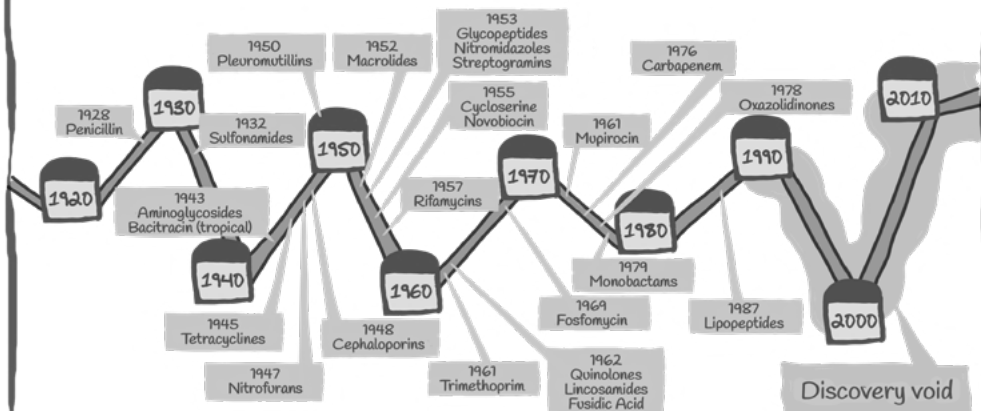 1920
1928
Penicillin
1930
1932
Sulfonamides
1943
Aminoglycosides
Bacitracin (tropical)
1940
1945
Tetracyclines
1947
Nitrofurans
1948
Cephaloporins
1950
Pleuromutillins
1950
1952
Macrolides
1953
Glycopeptides
Nitromidazoles
Streptogramins
1955
Cycloserine
Novobiocin
1957
Rifamycins
1960
1961
Trimethoprim
1962
Quinolones
Lincosamides
Fusidic Acid
1969
Fosfomycin
1970
1961
Mupirocin
1976
Carbapenem
1978
Oxazolidinones
1979
Monobactams
1980
1987
Lipopeptides
1990
2000
2010
Discovery void